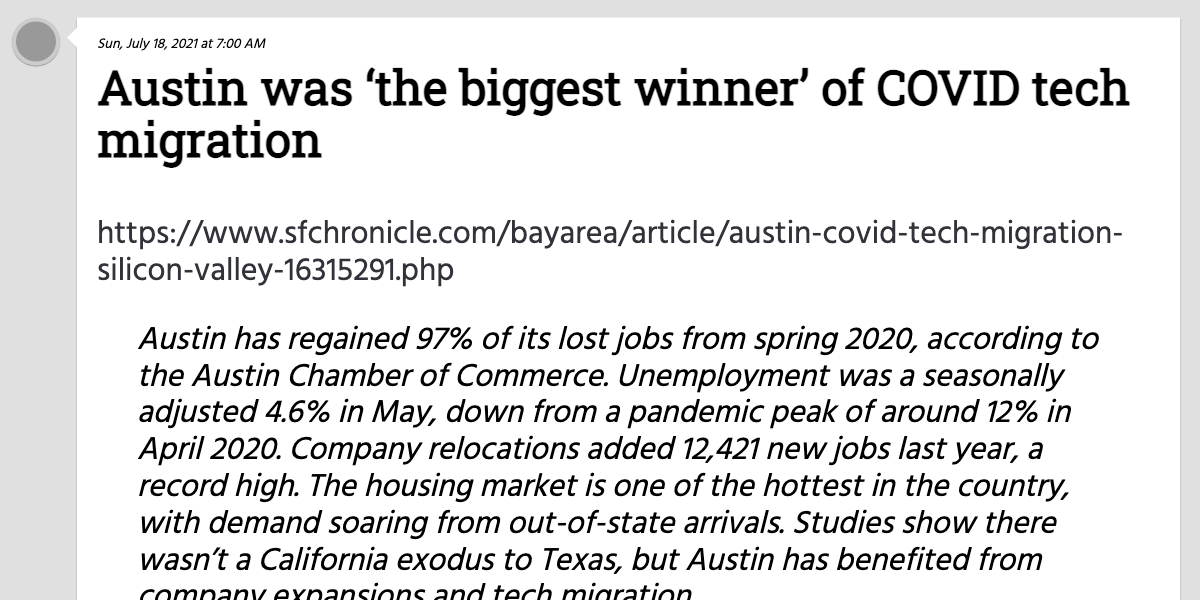 Sun, July 18, 2021 at 7:00 AM
Austin was ‘the biggest winner’ of COVID tech
migration
https://www.sfchronicle.com/bayarea/article/austin-covid-tech-migration-
silicon-valley-16315291.php
Austin has regained 97% of its lost jobs from spring 2020, according to
the Austin Chamber of Commerce. Unemployment was a seasonally
adjusted 4.6% in May, down from a pandemic peak of around 12% in
April 2020. Company relocations added 12,421 new jobs last year, a
record high. The housing market is one of the hottest in the country,
with demand soaring from out-of-state arrivals. Studies show there
wasn’t a California exodus to Texas, but Austin has benefited from
company expansions and tech migration.